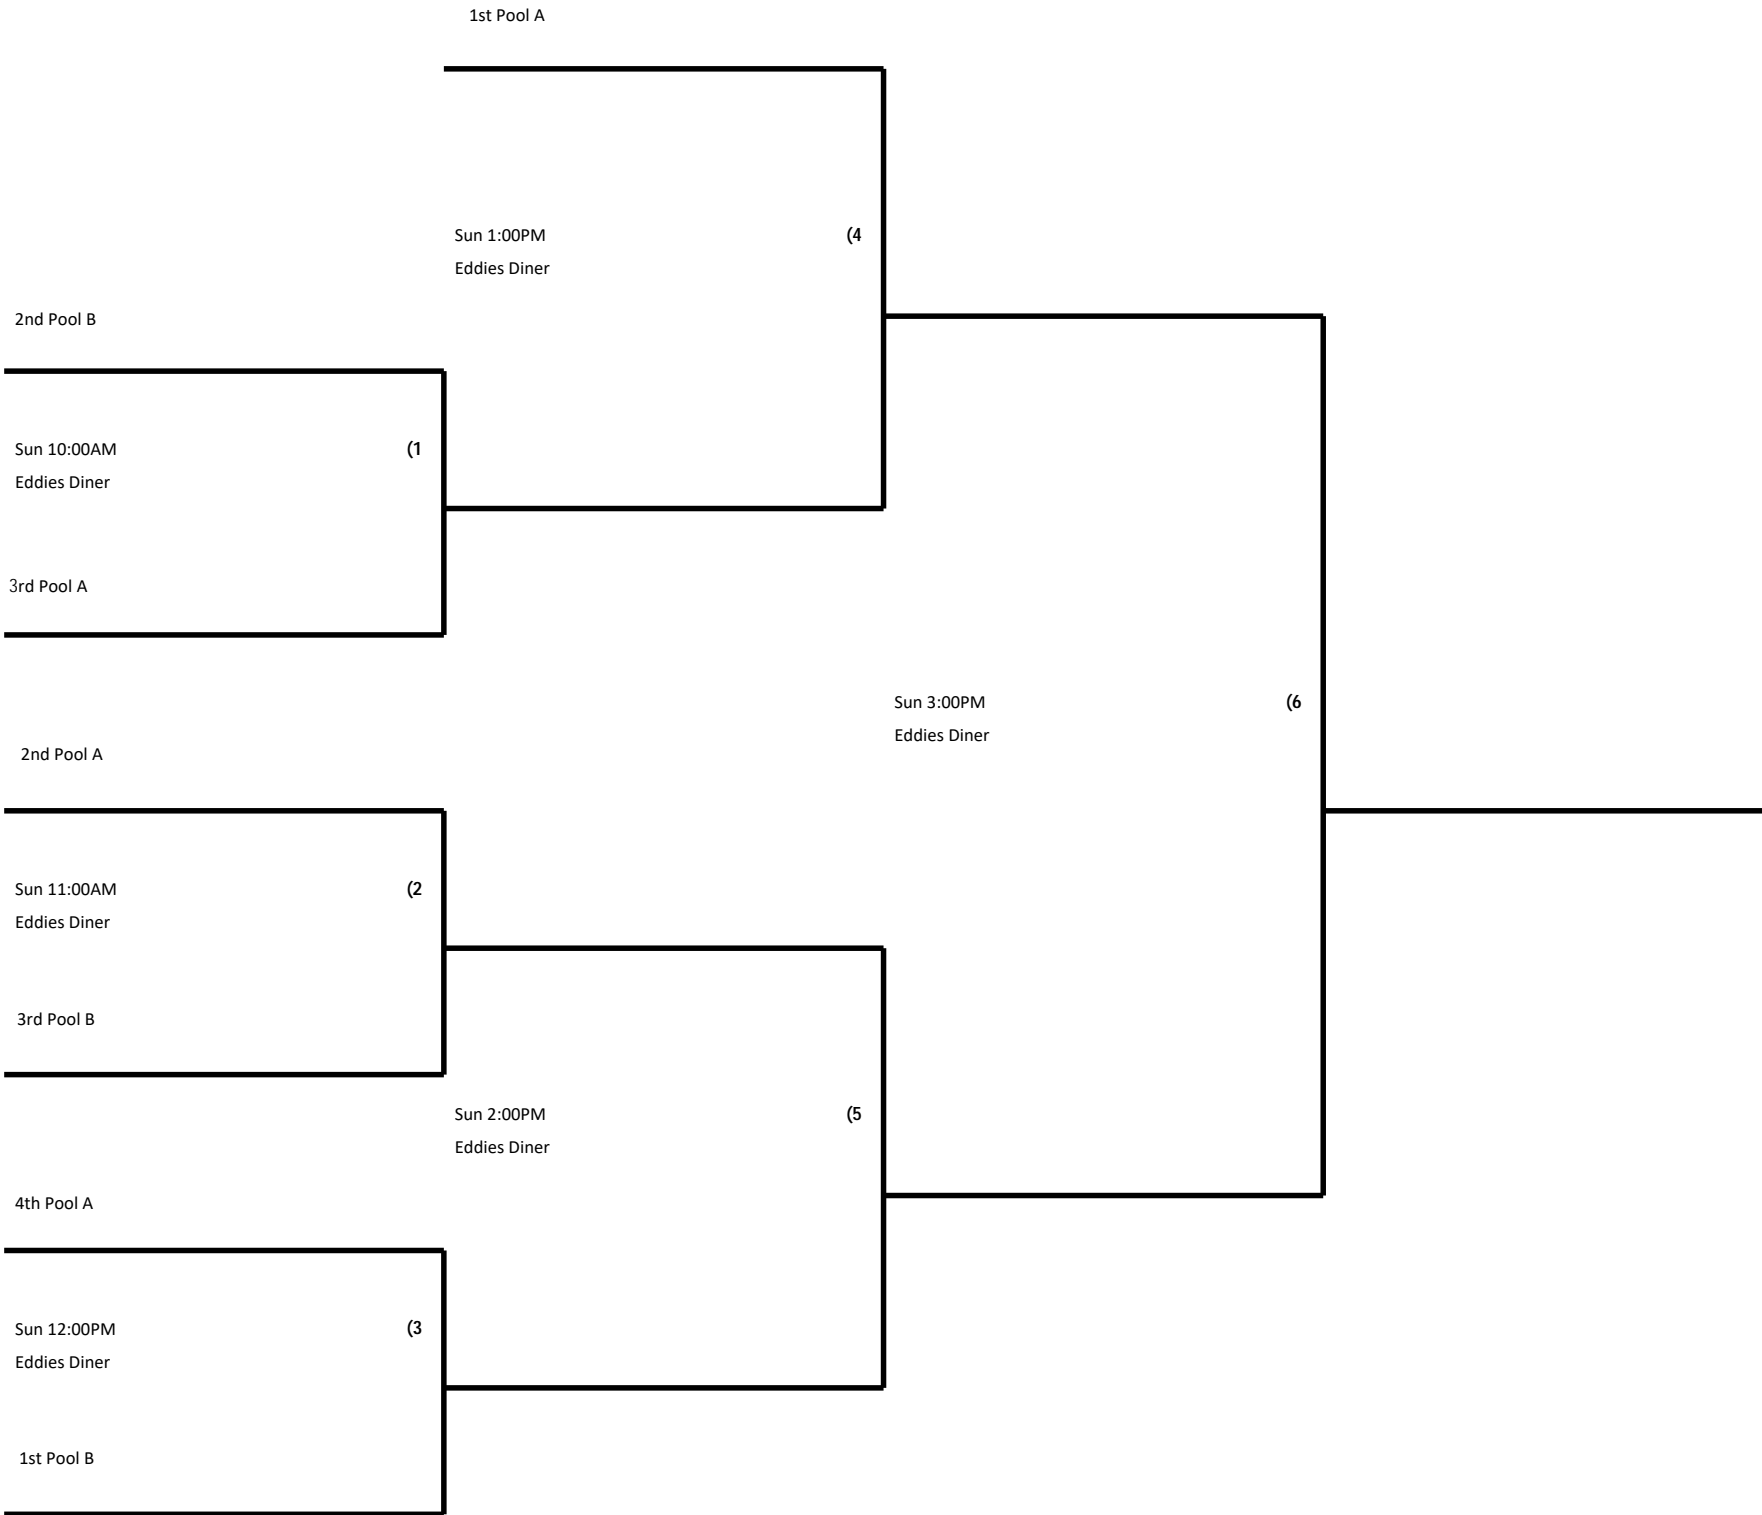 1st Pool A
Sun 1:00PM (4
Eddies Diner
2nd Pool B
Sun 10:00AM (1
Eddies Diner
3rd Pool A
Sun 3:00PM (6
Eddies Diner
2nd Pool A
Sun 11:00AM (2
Eddies Diner
3rd Pool B
Sun 2:00PM (5
Eddies Diner
4th Pool A
Sun 12:00PM (3
Eddies Diner
1st Pool B